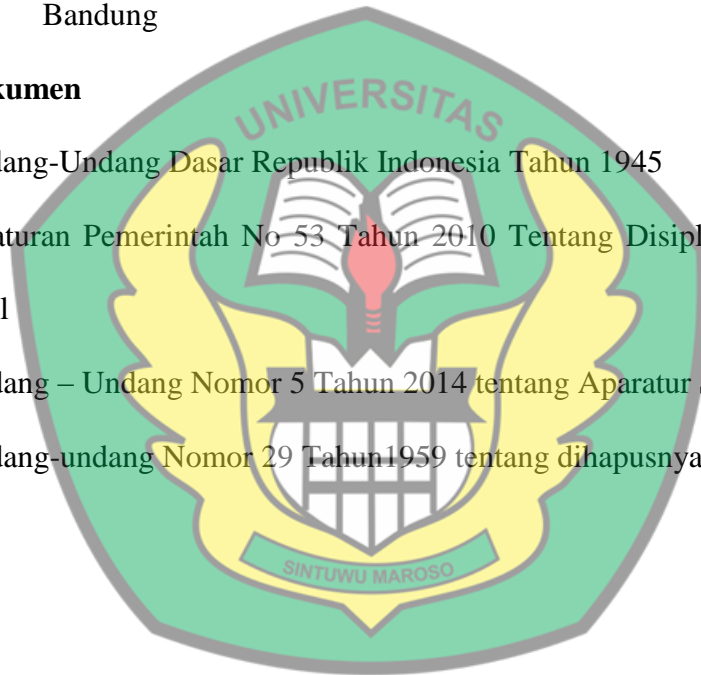 Bandung
kumen
UNIVERSITAS
dang-Undang Dasar Republik Indonesia Tahun 1945
aturan Pemerintah No 53 Tahun 2010 Tentang Disipl
l
dang – Undang Nomor 5 Tahun 2014 tentang Aparatur
dang-undang Nomor 29 Tahun1959 tentang dihapusnya
SINTUWU MAROSO